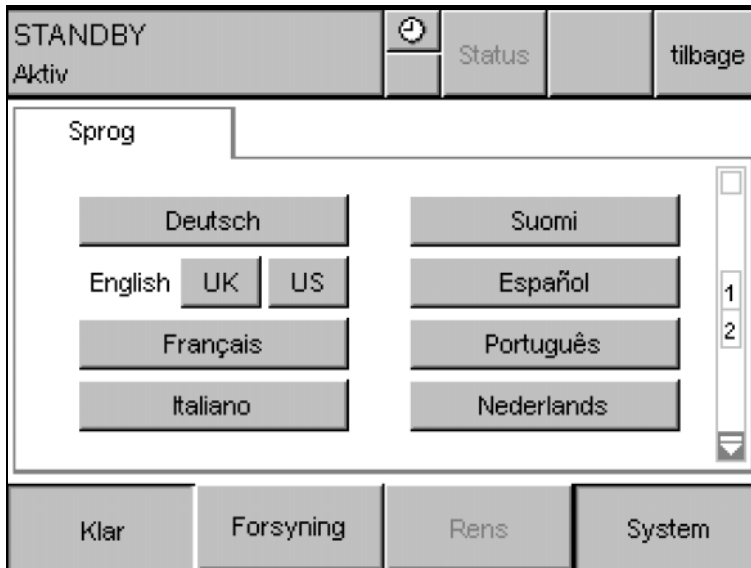 STANDBY
Aktiv
Status
tilbage
Sprog
Deutsch
Suomi
English UK US
Español
1
Français
Português
2
Italiano
Nederlands
Klar
Forsyning
Rens
System